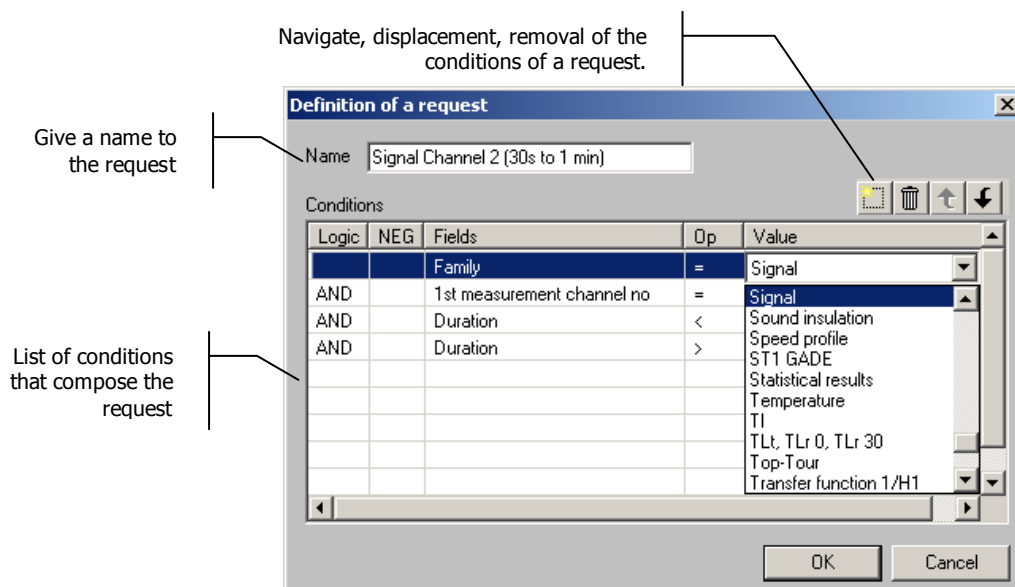 Navigate, displacement, removal of the
conditions of a request.
Definition of a request
Give a name to
the request
Name Signal Channel 2 (30s to 1 min)
Conditions
Logic NEG Fields Op Value
Family = Signal
AND 1st measurement channel no = Signal
AND Duration < Sound insulation
AND Duration > Speed profile
ST1 GADE
Statistical results
Temperature
TI
TLt, TLr 0, TLr 30
Top-Tour
Transfer function 1/H1
List of conditions
that compose the
request
OK Cancel